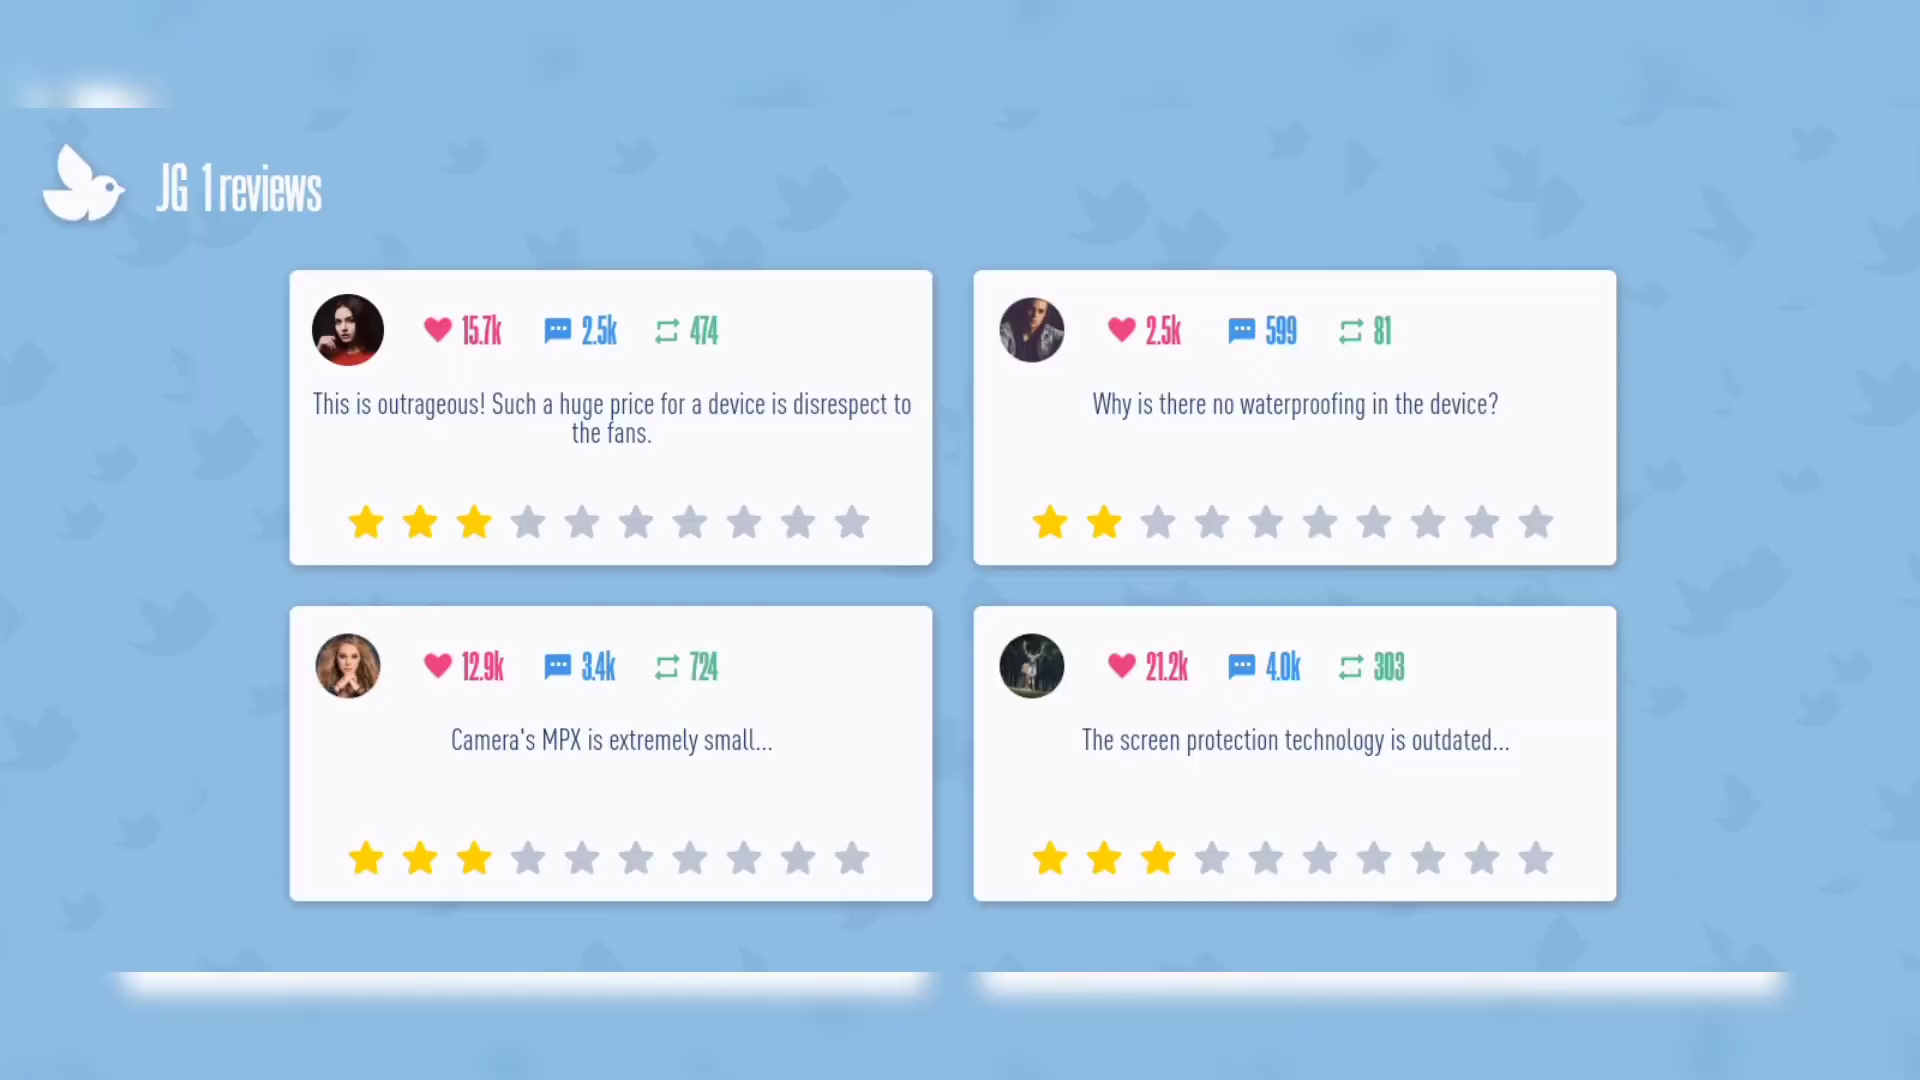 JG 1 reviews
15.7k 2.5k 474
This is outrageous! Such a huge price for a device is disrespect to
the fans.
2.5k 599 81
Why is there no waterproofing in the device?
12.9k 3.4k 724
Camera's MPX is extremely small...
21.2k 4.0k 303
The screen protection technology is outdated...